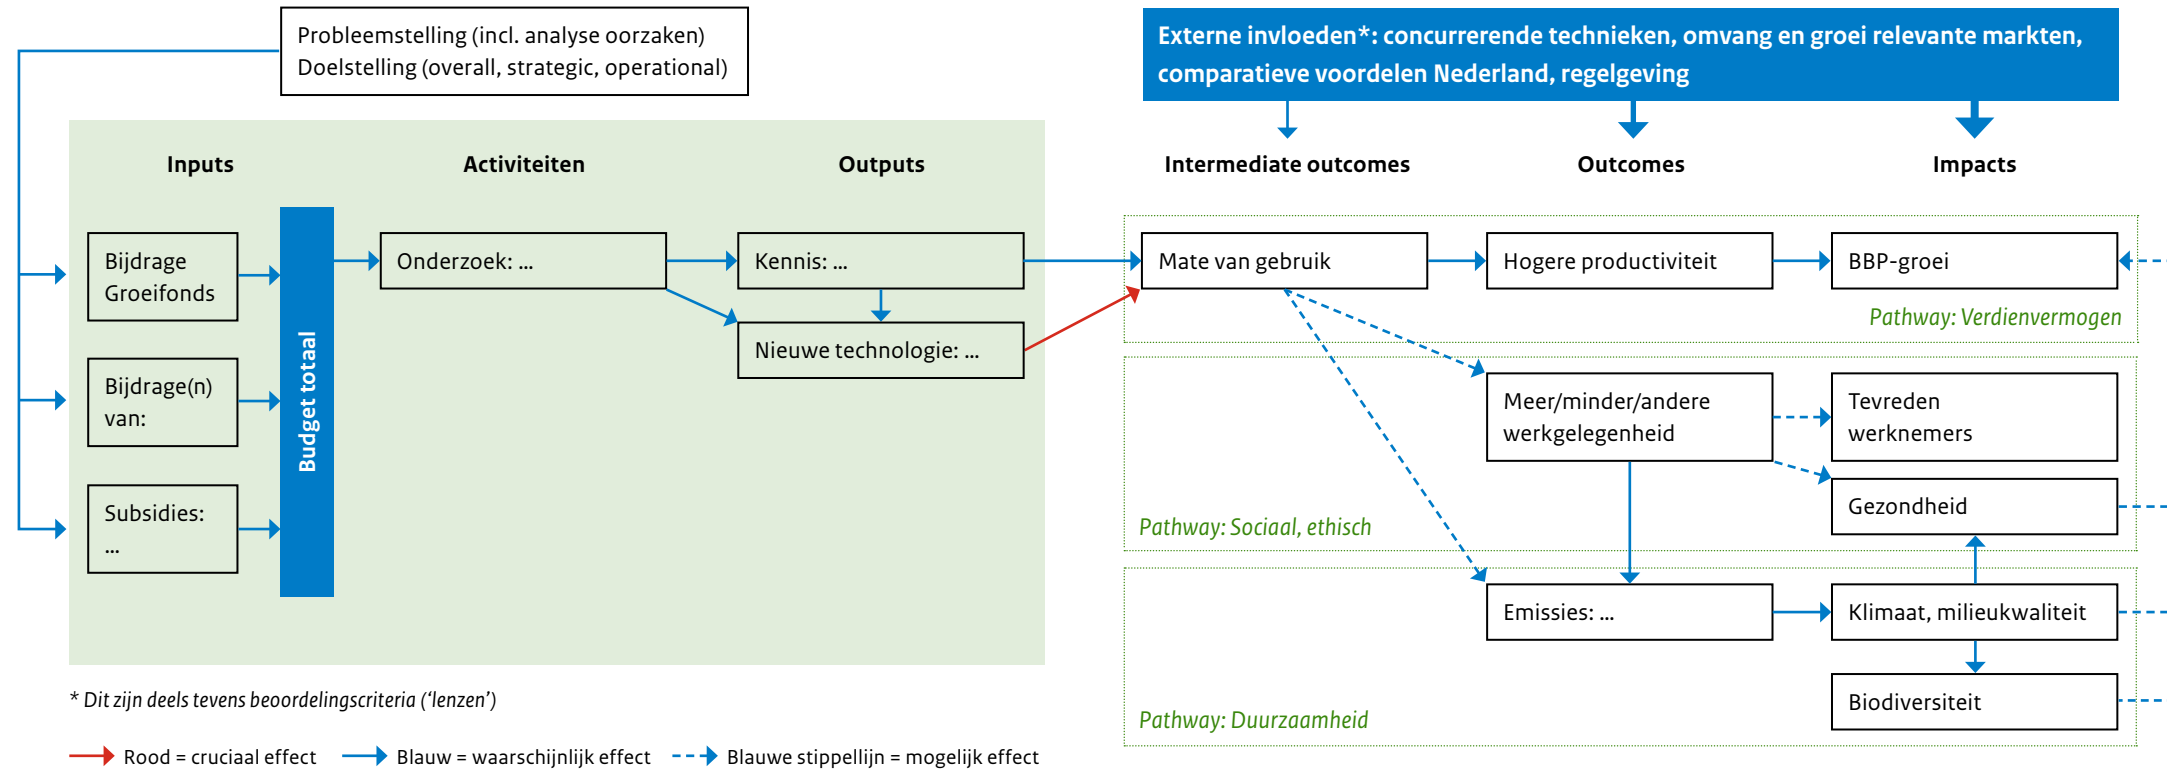 Probleemstelling (incl. analyse oorzaken)
Doelstelling (overall, strategic, operational)
Externe invloeden*: concurrerende technieken, omvang en groei relevante markten,
comparatieve voordelen Nederland, regelgeving
Inputs
Activiteiten
Outputs
Intermediate outcomes
Outcomes
Impacts
Bijdrage
Groeifonds
Bijdrage(n)
van:
Subsidies:
...
Budget totaal
Onderzoek: ...
Kennis: ...
Nieuwe technologie: ...
Mate van gebruik
Hogere productiviteit
BBP-groei
Pathway: Verdienvermogen
Meer/minder/andere
werkgelegenheid
Tevreden
werknemers
Gezondheid
Pathway: Sociaal, ethisch
Emissies: ...
Klimaat, milieukwaliteit
Biodiversiteit
Pathway: Duurzaamheid
* Dit zijn deels tevens beoordelingscriteria (‘lenzen’)
Rood = cruciaal effect
Blauw = waarschijnlijk effect
Blauwe stippellijn = mogelijk effect